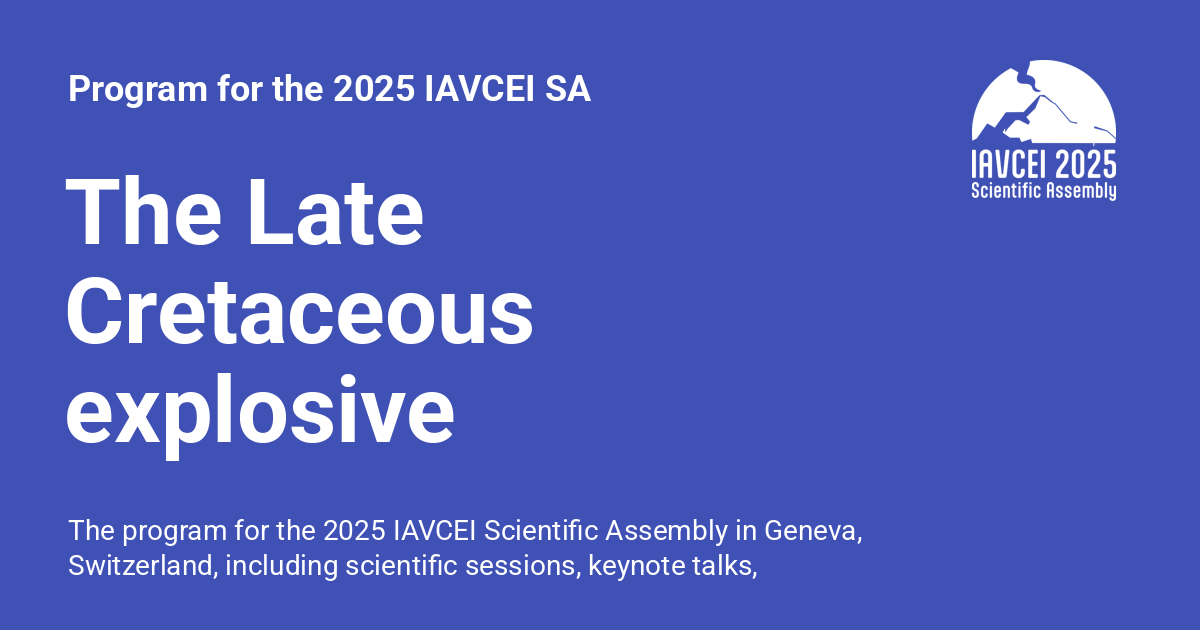 Program for the 2025 IAVCEI SA
IAVCEI 2025
Scientific Assembly
The Late
Cretaceous
explosive
The program for the 2025 IAVCEI Scientific Assembly in Geneva,
Switzerland, including scientific sessions, keynote talks,